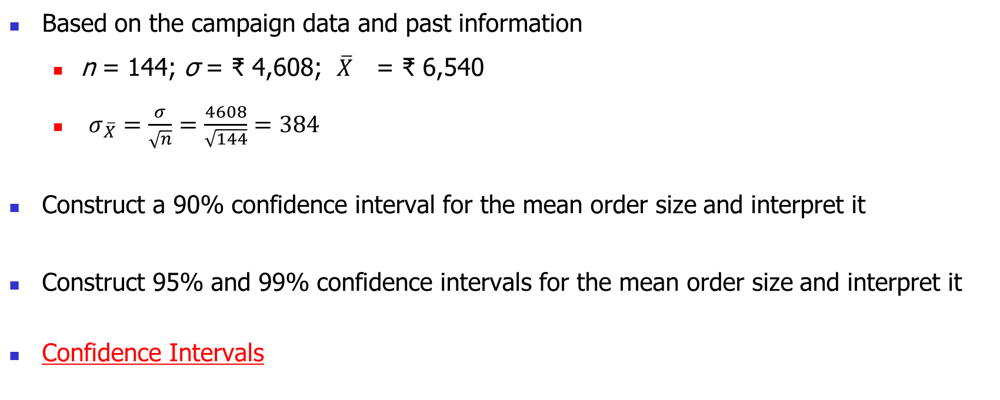 Based on the campaign data and past information
n = 144; σ = ₹ 4,608; X̄ = ₹ 6,540
σ_X̄ = σ/√n = 4608/√144 = 384
Construct a 90% confidence interval for the mean order size and interpret it
Construct 95% and 99% confidence intervals for the mean order size and interpret it
Confidence Intervals